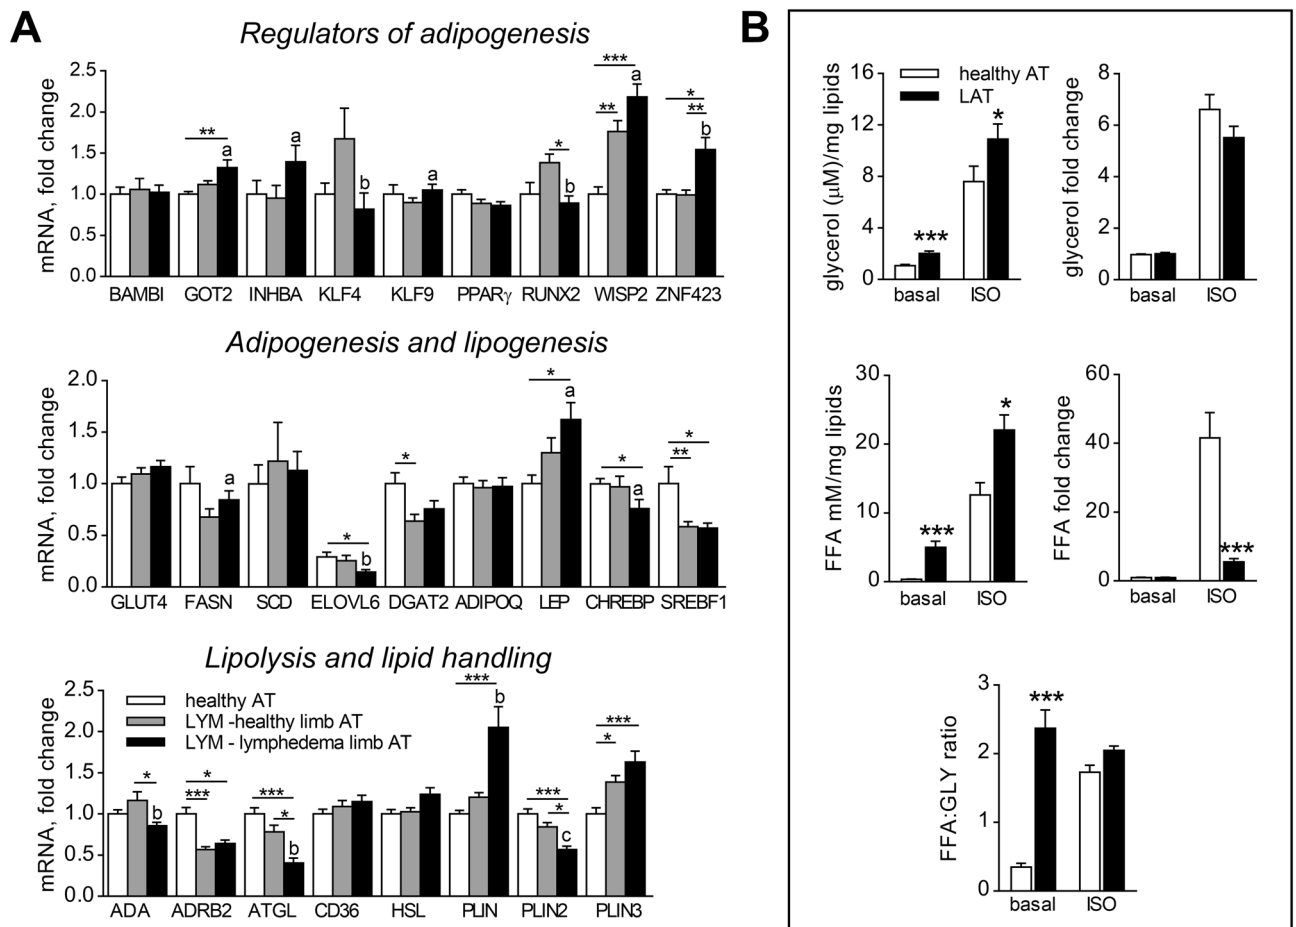 A
Regulators of adipogenesis
mRNA, fold change
2.5
2.0
1.5
1.0
0.5
0.0
** a a b a * b ** *** a * ** b
BAMBI GOT2 INHBA KLF4 KLF9 PPARγ RUNX2 WISP2 ZNF423
Adipogenesis and lipogenesis
mRNA, fold change
2.0
1.5
1.0
0.5
0.0
a * b * * a * a ** *
GLUT4 FASN SCD ELOVL6 DGAT2 ADIPOQ LEP CHREBP SREBF1
Lipolysis and lipid handling
mRNA, fold change
2.5
2.0
1.5
1.0
0.5
0.0
healthy AT
LYM -healthy limb AT
LYM - lymphedema limb AT
* b *** * *** * b *** b *** * c * ***
ADA ADRB2 ATGL CD36 HSL PLIN PLIN2 PLIN3
B
glycerol (μM)/mg lipids
16
12
8
4
0
healthy AT
LAT
*** *
basal ISO
glycerol fold change
8
6
4
2
0
basal ISO
FFA mM/mg lipids
30
20
10
0
*** *
basal ISO
FFA fold change
60
40
20
0
***
basal ISO
FFA:GLY ratio
3
2
1
0
***
basal ISO